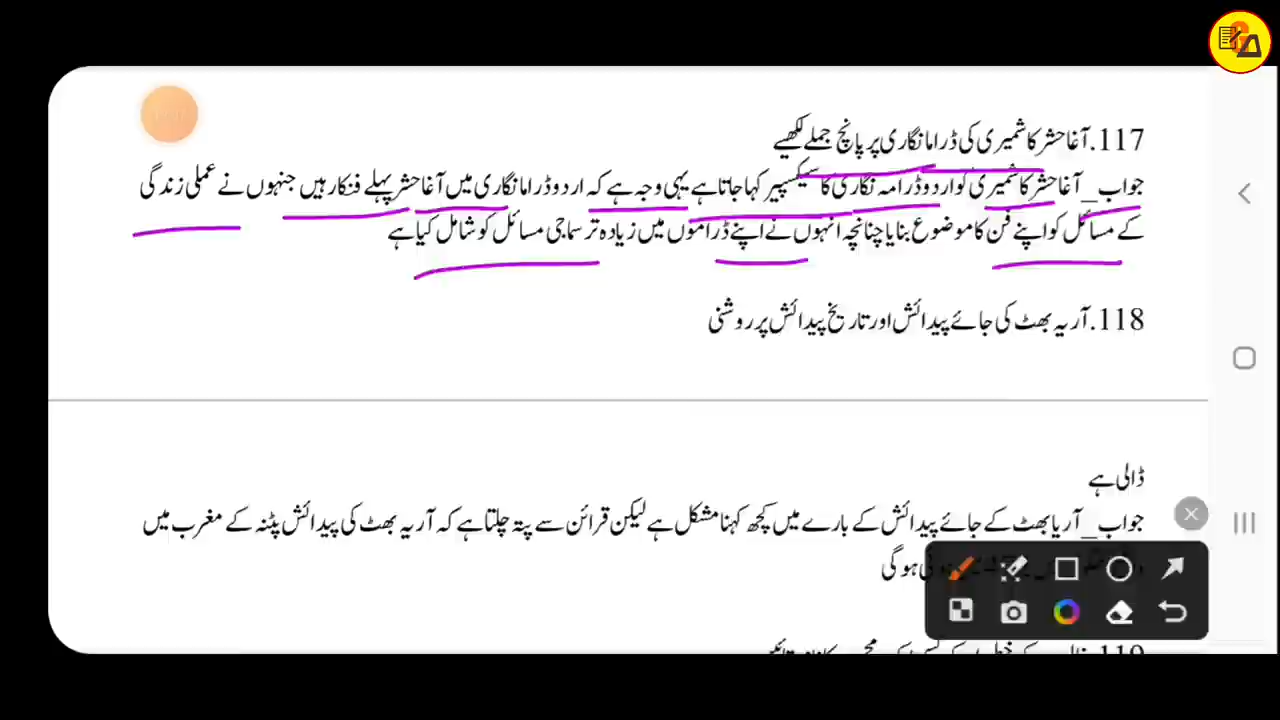 117.آغا حشر کاشمیری کی ڈراما نگاری پر پانچ جملے لکھیے
جواب_ آغا حشر کاشمیری کو اردو ڈرامہ نگاری کا سیکسپیر کہا جاتا ہے یہی وجہ ہے کہ اردو ڈراما نگاری میں آغا حشر پہلے فنکار ہیں جنہوں نے عملی زندگی
کے مسائل کو اپنے فن کا موضوع بنایا چنانچہ انہوں نے اپنے ڈراموں میں زیادہ تر سماجی مسائل کو شامل کیا ہے
118.آریہ بھٹ کی جائے پیدائش اور تاریخ پیدائش پر روشنی
ڈالی ہے
جواب_ آریا بھٹ کے جائے پیدائش کے بارے میں کچھ کہنا مشکل ہے لیکن قرائن سے پتہ چلتا ہے کہ آریہ بھٹ کی پیدائش پٹنہ کے مغرب میں
ہوئی ہوگی